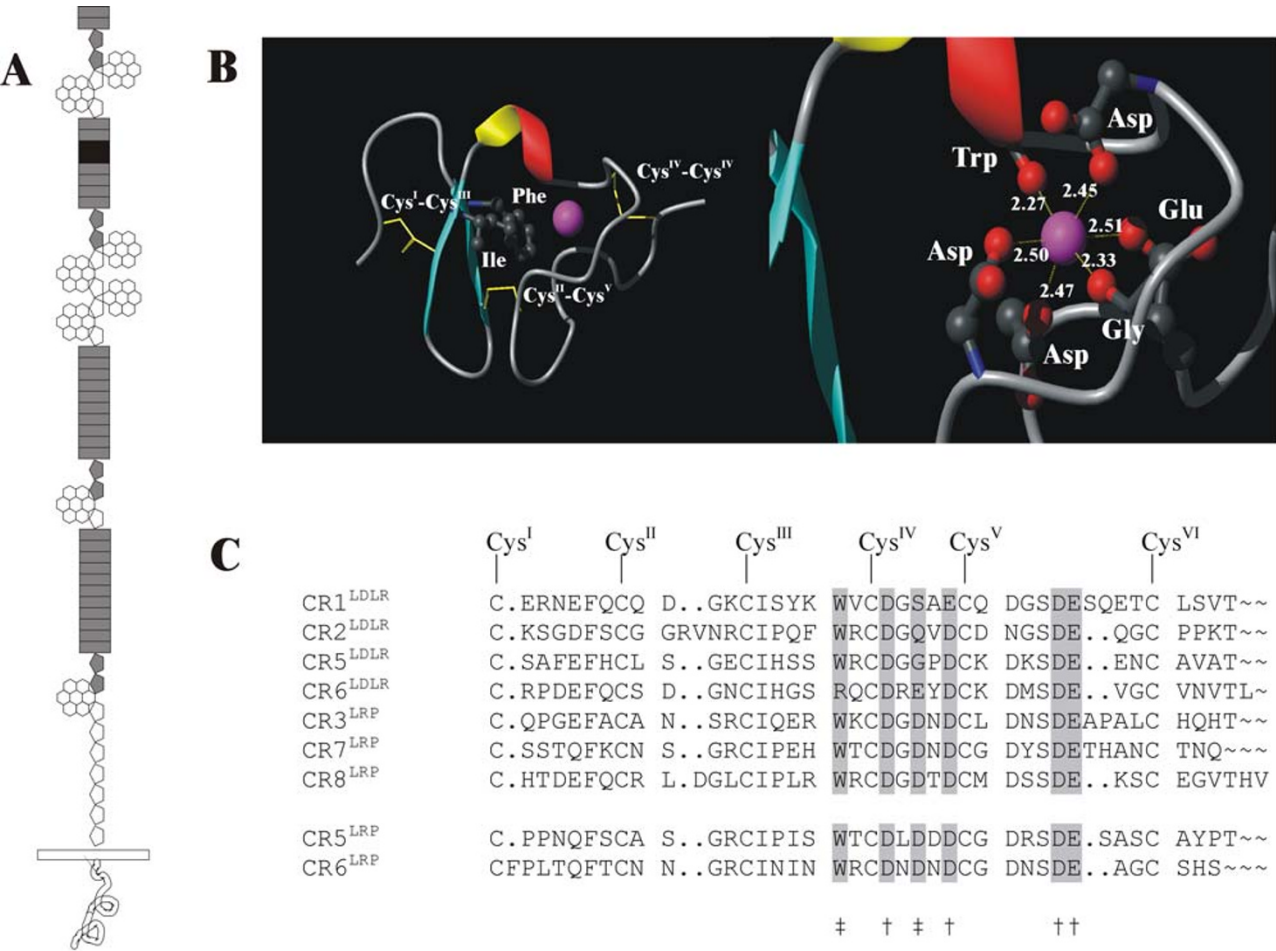 A
B
Cys^I-Cys^III
Phe
Cys^IV-Cys^IV
Ile
Cys^II-Cys^V
Trp
Asp
2.45
2.27
Glu
2.51
Asp
2.50
2.33
2.47
Gly
Asp
C
Cys^I Cys^II Cys^III Cys^IV Cys^V Cys^VI
CR1^LDLR C.ERNEFQCQ D..GKCISYK WVCDGSAECQ DGSDESQETC LSVT~~
CR2^LDLR C.KSGDFSCG GRVNRCIPQF WRCDGQVDCD NGSDE..QGC PPKT~~
CR5^LDLR C.SAFEFHCL S..GECIHSS WRCDGGPDCK DKSDE..ENC AVAT~~
CR6^LDLR C.RPDEFQCS D..GNCIHGS RQCDREYDCK DMSDE..VGC VNVTL~
CR3^LRP C.QPGEFACA N..SRCIQER WKCDGDNDCL DNSDEAPALC HQHT~~
CR7^LRP C.SSTQFKCN S..GRCIPEH WTCDGDNDCG DYSDETHANC TNQ~~~
CR8^LRP C.HTDEFQCR L.DGLCIPLR WRCDGDTDCM DSSDE..KSC EGVTHV
CR5^LRP C.PPNQFSCA S..GRCIPIS WTCDLDDDCG DRSDE.SASC AYPT~~
CR6^LRP CFPLTQFTCN N..GRCININ WRCDNDNDCG DNSDE..AGC SHS~~~
‡ † ‡ † ††